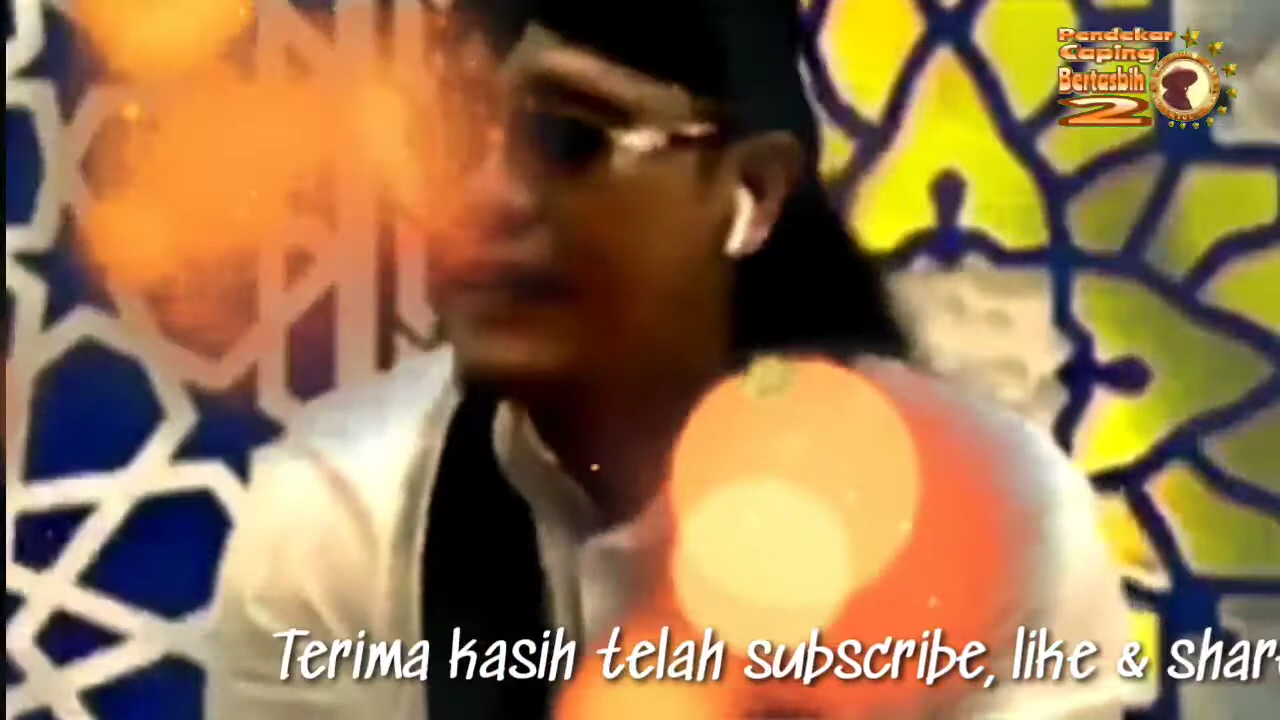 Pendekar
Caping
Bertasbih
2
Terima kasih telah subscribe, like & shar